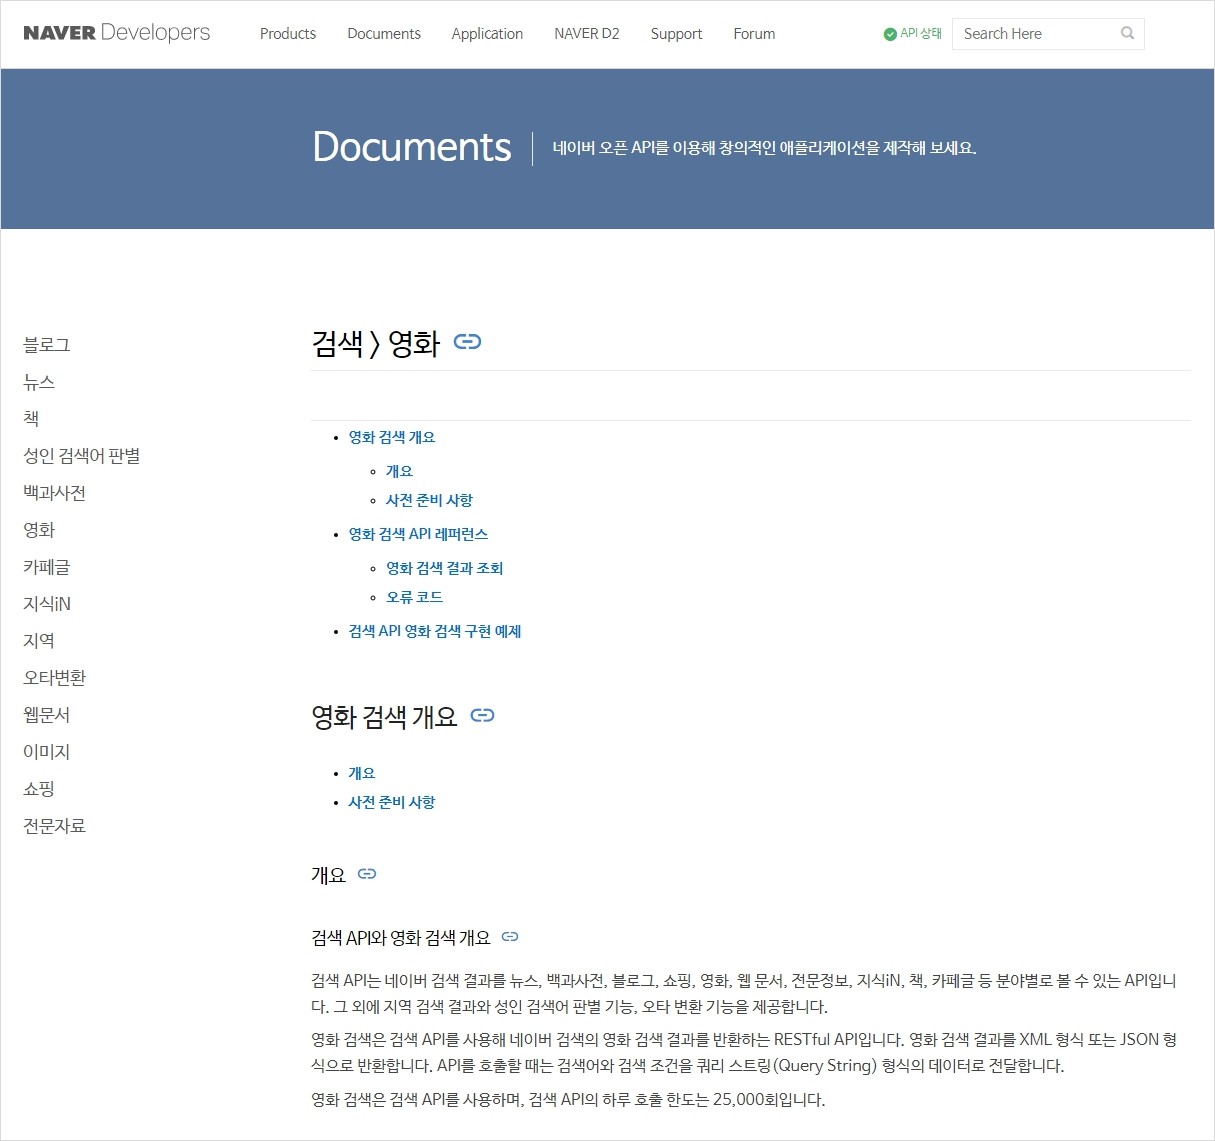 NAVER Developers
Products
Documents
Application
NAVER D2
Support
Forum
API 상태
Search Here
Documents
네이버 오픈 API를 이용해 창의적인 애플리케이션을 제작해 보세요.
블로그
뉴스
책
성인 검색어 판별
백과사전
영화
카페글
지식iN
지역
오타변환
웹문서
이미지
쇼핑
전문자료
검색 > 영화
영화 검색 개요
개요
사전 준비 사항
영화 검색 API 레퍼런스
영화 검색 결과 조회
오류 코드
검색 API 영화 검색 구현 예제
영화 검색 개요
개요
사전 준비 사항
개요
검색 API와 영화 검색 개요
검색 API는 네이버 검색 결과를 뉴스, 백과사전, 블로그, 쇼핑, 영화, 웹 문서, 전문정보, 지식iN, 책, 카페글 등 분야별로 볼 수 있는 API입니
다. 그 외에 지역 검색 결과와 성인 검색어 판별 기능, 오타 변환 기능을 제공합니다.
영화 검색은 검색 API를 사용해 네이버 검색의 영화 검색 결과를 반환하는 RESTful API입니다. 영화 검색 결과를 XML 형식 또는 JSON 형
식으로 반환합니다. API를 호출할 때는 검색어와 검색 조건을 쿼리 스트링(Query String) 형식의 데이터로 전달합니다.
영화 검색은 검색 API를 사용하며, 검색 API의 하루 호출 한도는 25,000회입니다.